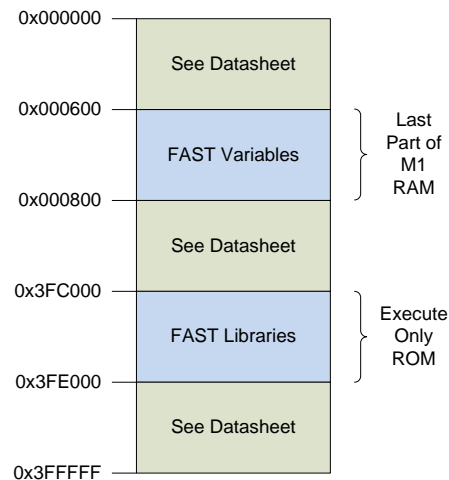 0x000000
See Datasheet
0x000600
FAST Variables
Last
Part of
M1
RAM
0x000800
See Datasheet
0x3FC000
FAST Libraries
Execute
Only
ROM
0x3FE000
See Datasheet
0x3FFFFF